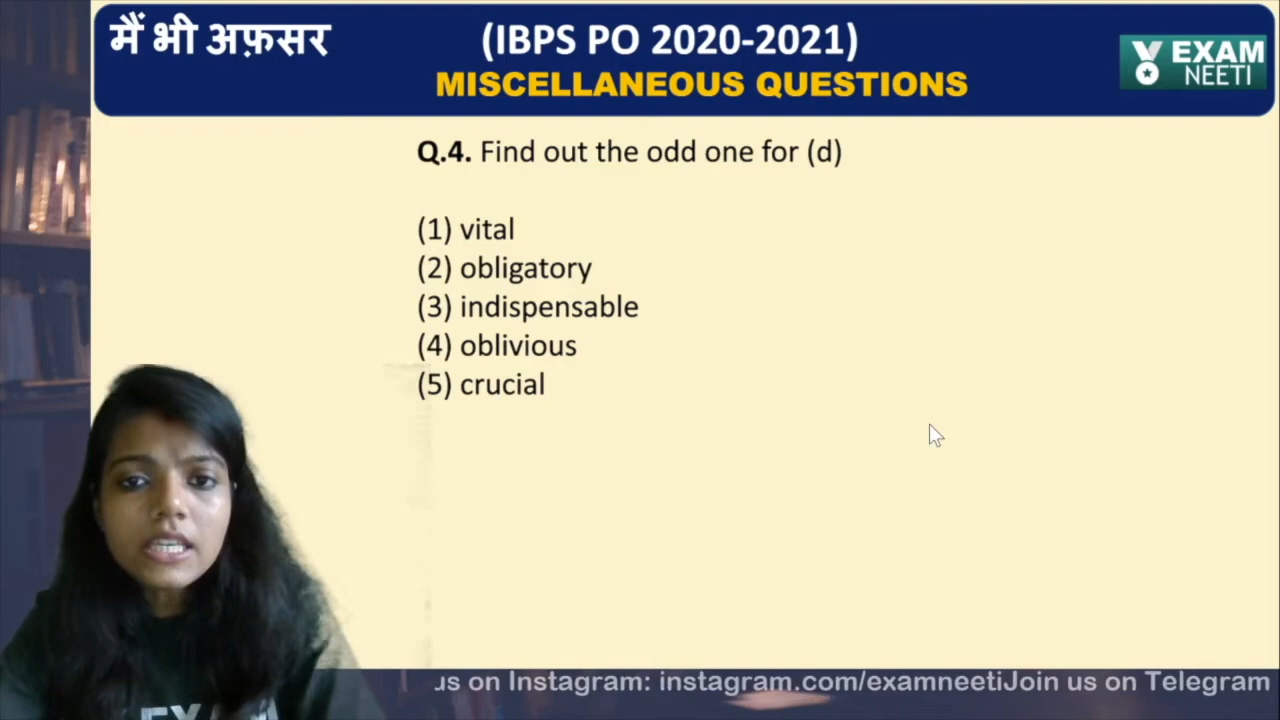 मैं भी अफ़सर
(IBPS PO 2020-2021)
MISCELLANEOUS QUESTIONS
EXAM
NEETI
Q.4. Find out the odd one for (d)
(1) vital
(2) obligatory
(3) indispensable
(4) oblivious
(5) crucial
us on Instagram: instagram.com/examneetiJoin us on Telegram